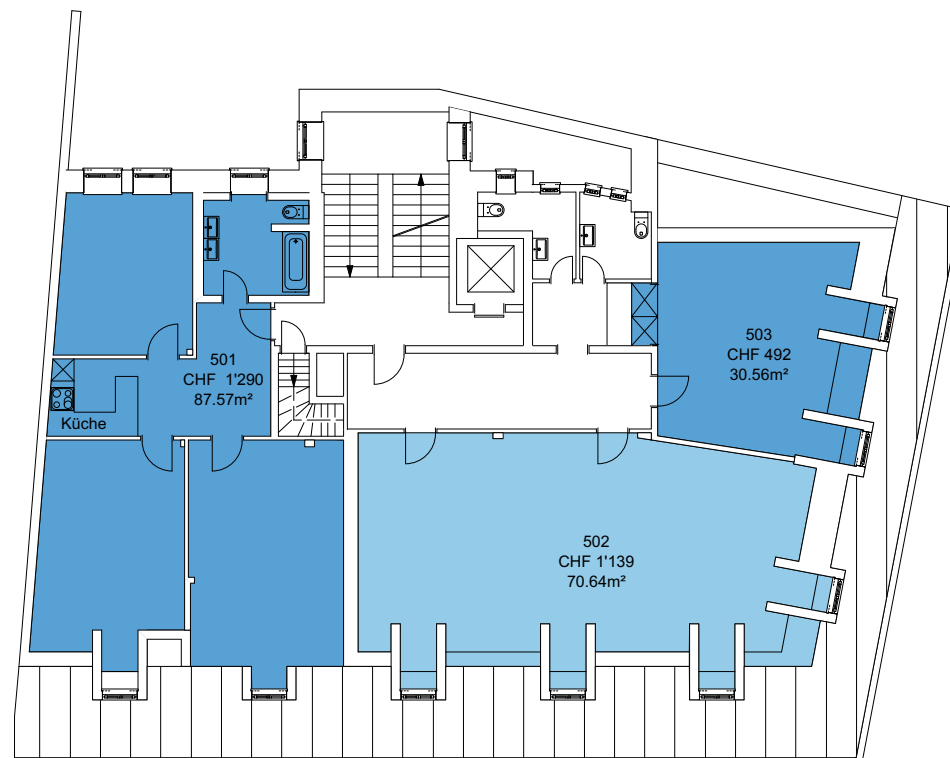 501
CHF 1'290
87.57m²
Küche
503
CHF 492
30.56m²
502
CHF 1'139
70.64m²